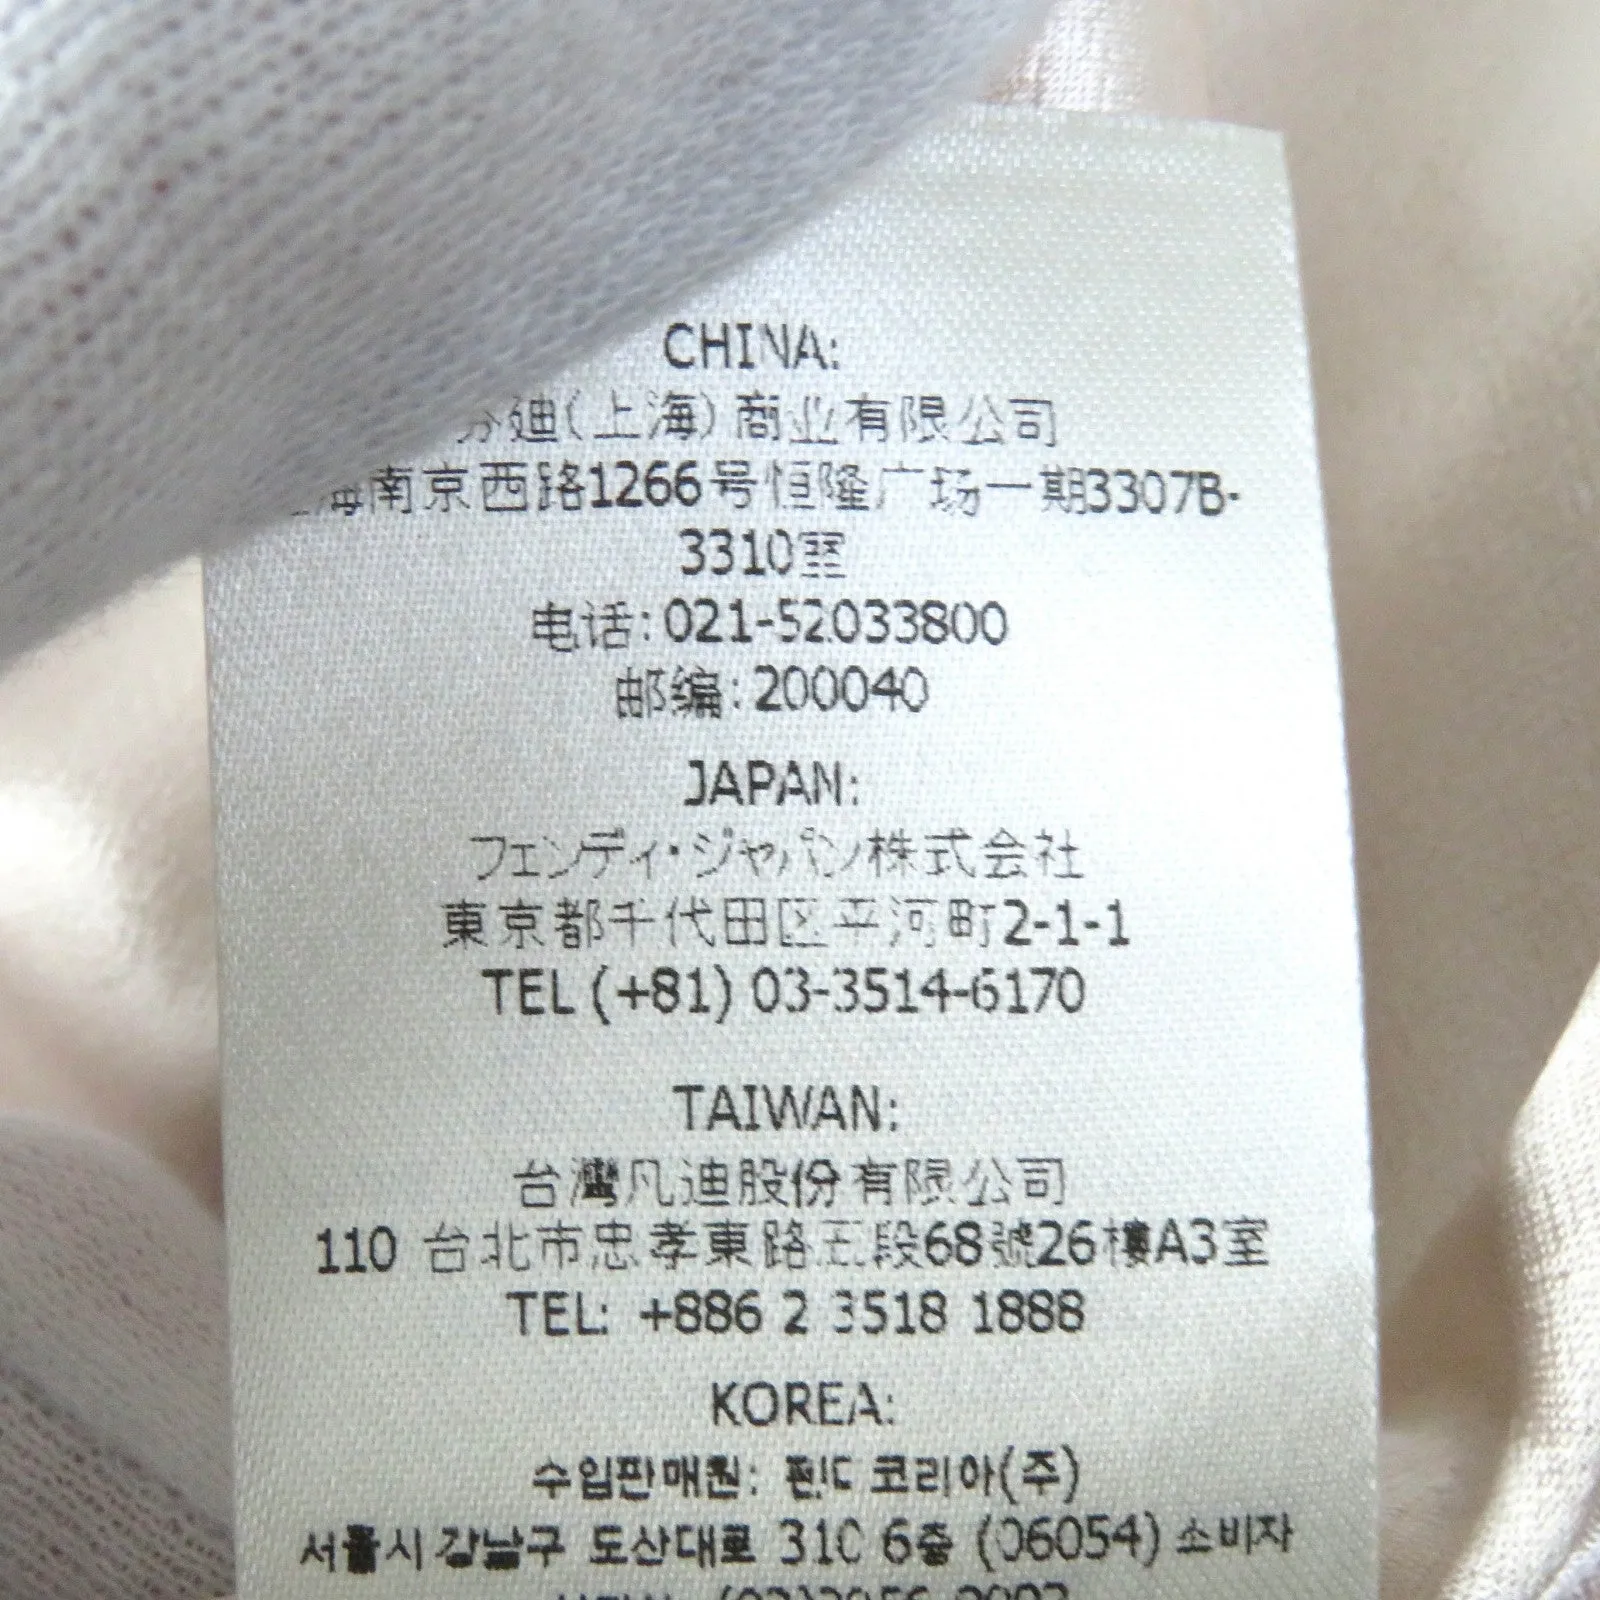 CHINA:
芬迪(上海)商业有限公司
海南京西路1266号恒隆广场一期3307B-
3310室
电话:021-52033800
邮编:200040
JAPAN:
フェンディ・ジャパン株式会社
東京都千代田区平河町2-1-1
TEL (+81) 03-3514-6170
TAIWAN:
台灣凡迪股份有限公司
110 台北市忠孝東路五段68號26樓A3室
TEL: +886 2 3518 1888
KOREA:
수입판매원: 펜디 코리아(주)
서울시 강남구 도산대로 310 6층 (06054) 소비자